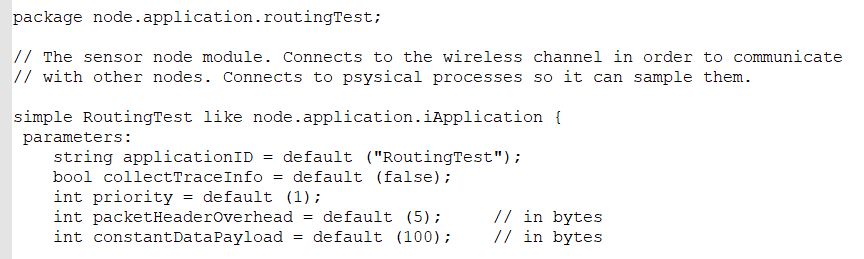 package node.application.routingTest;
// The sensor node module. Connects to the wireless channel in order to communicate
// with other nodes. Connects to psysical processes so it can sample them.
simple RoutingTest like node.application.iApplication {
parameters:
string applicationID = default ("RoutingTest");
bool collectTraceInfo = default (false);
int priority = default (1);
int packetHeaderOverhead = default (5); // in bytes
int constantDataPayload = default (100); // in bytes